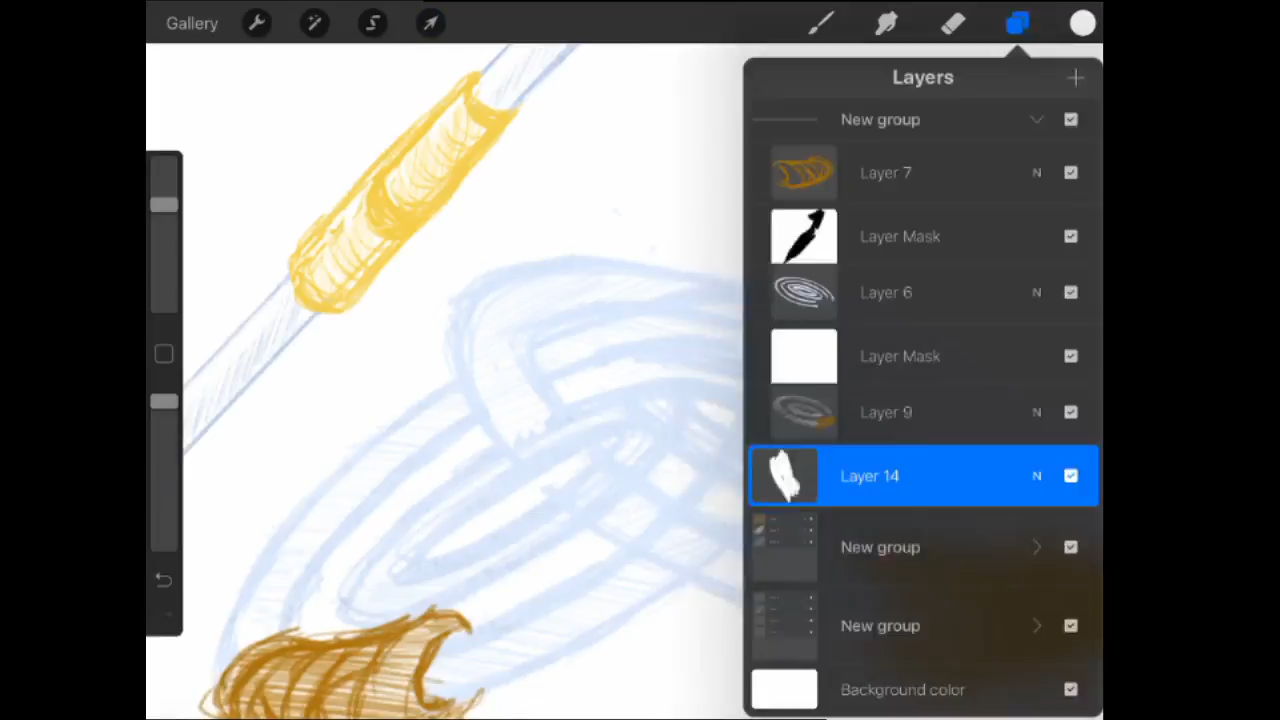 Gallery
Layers
New group
Layer 7 N
Layer Mask
Layer 6 N
Layer Mask
Layer 9 N
Layer 14 N
New group
New group
Background color